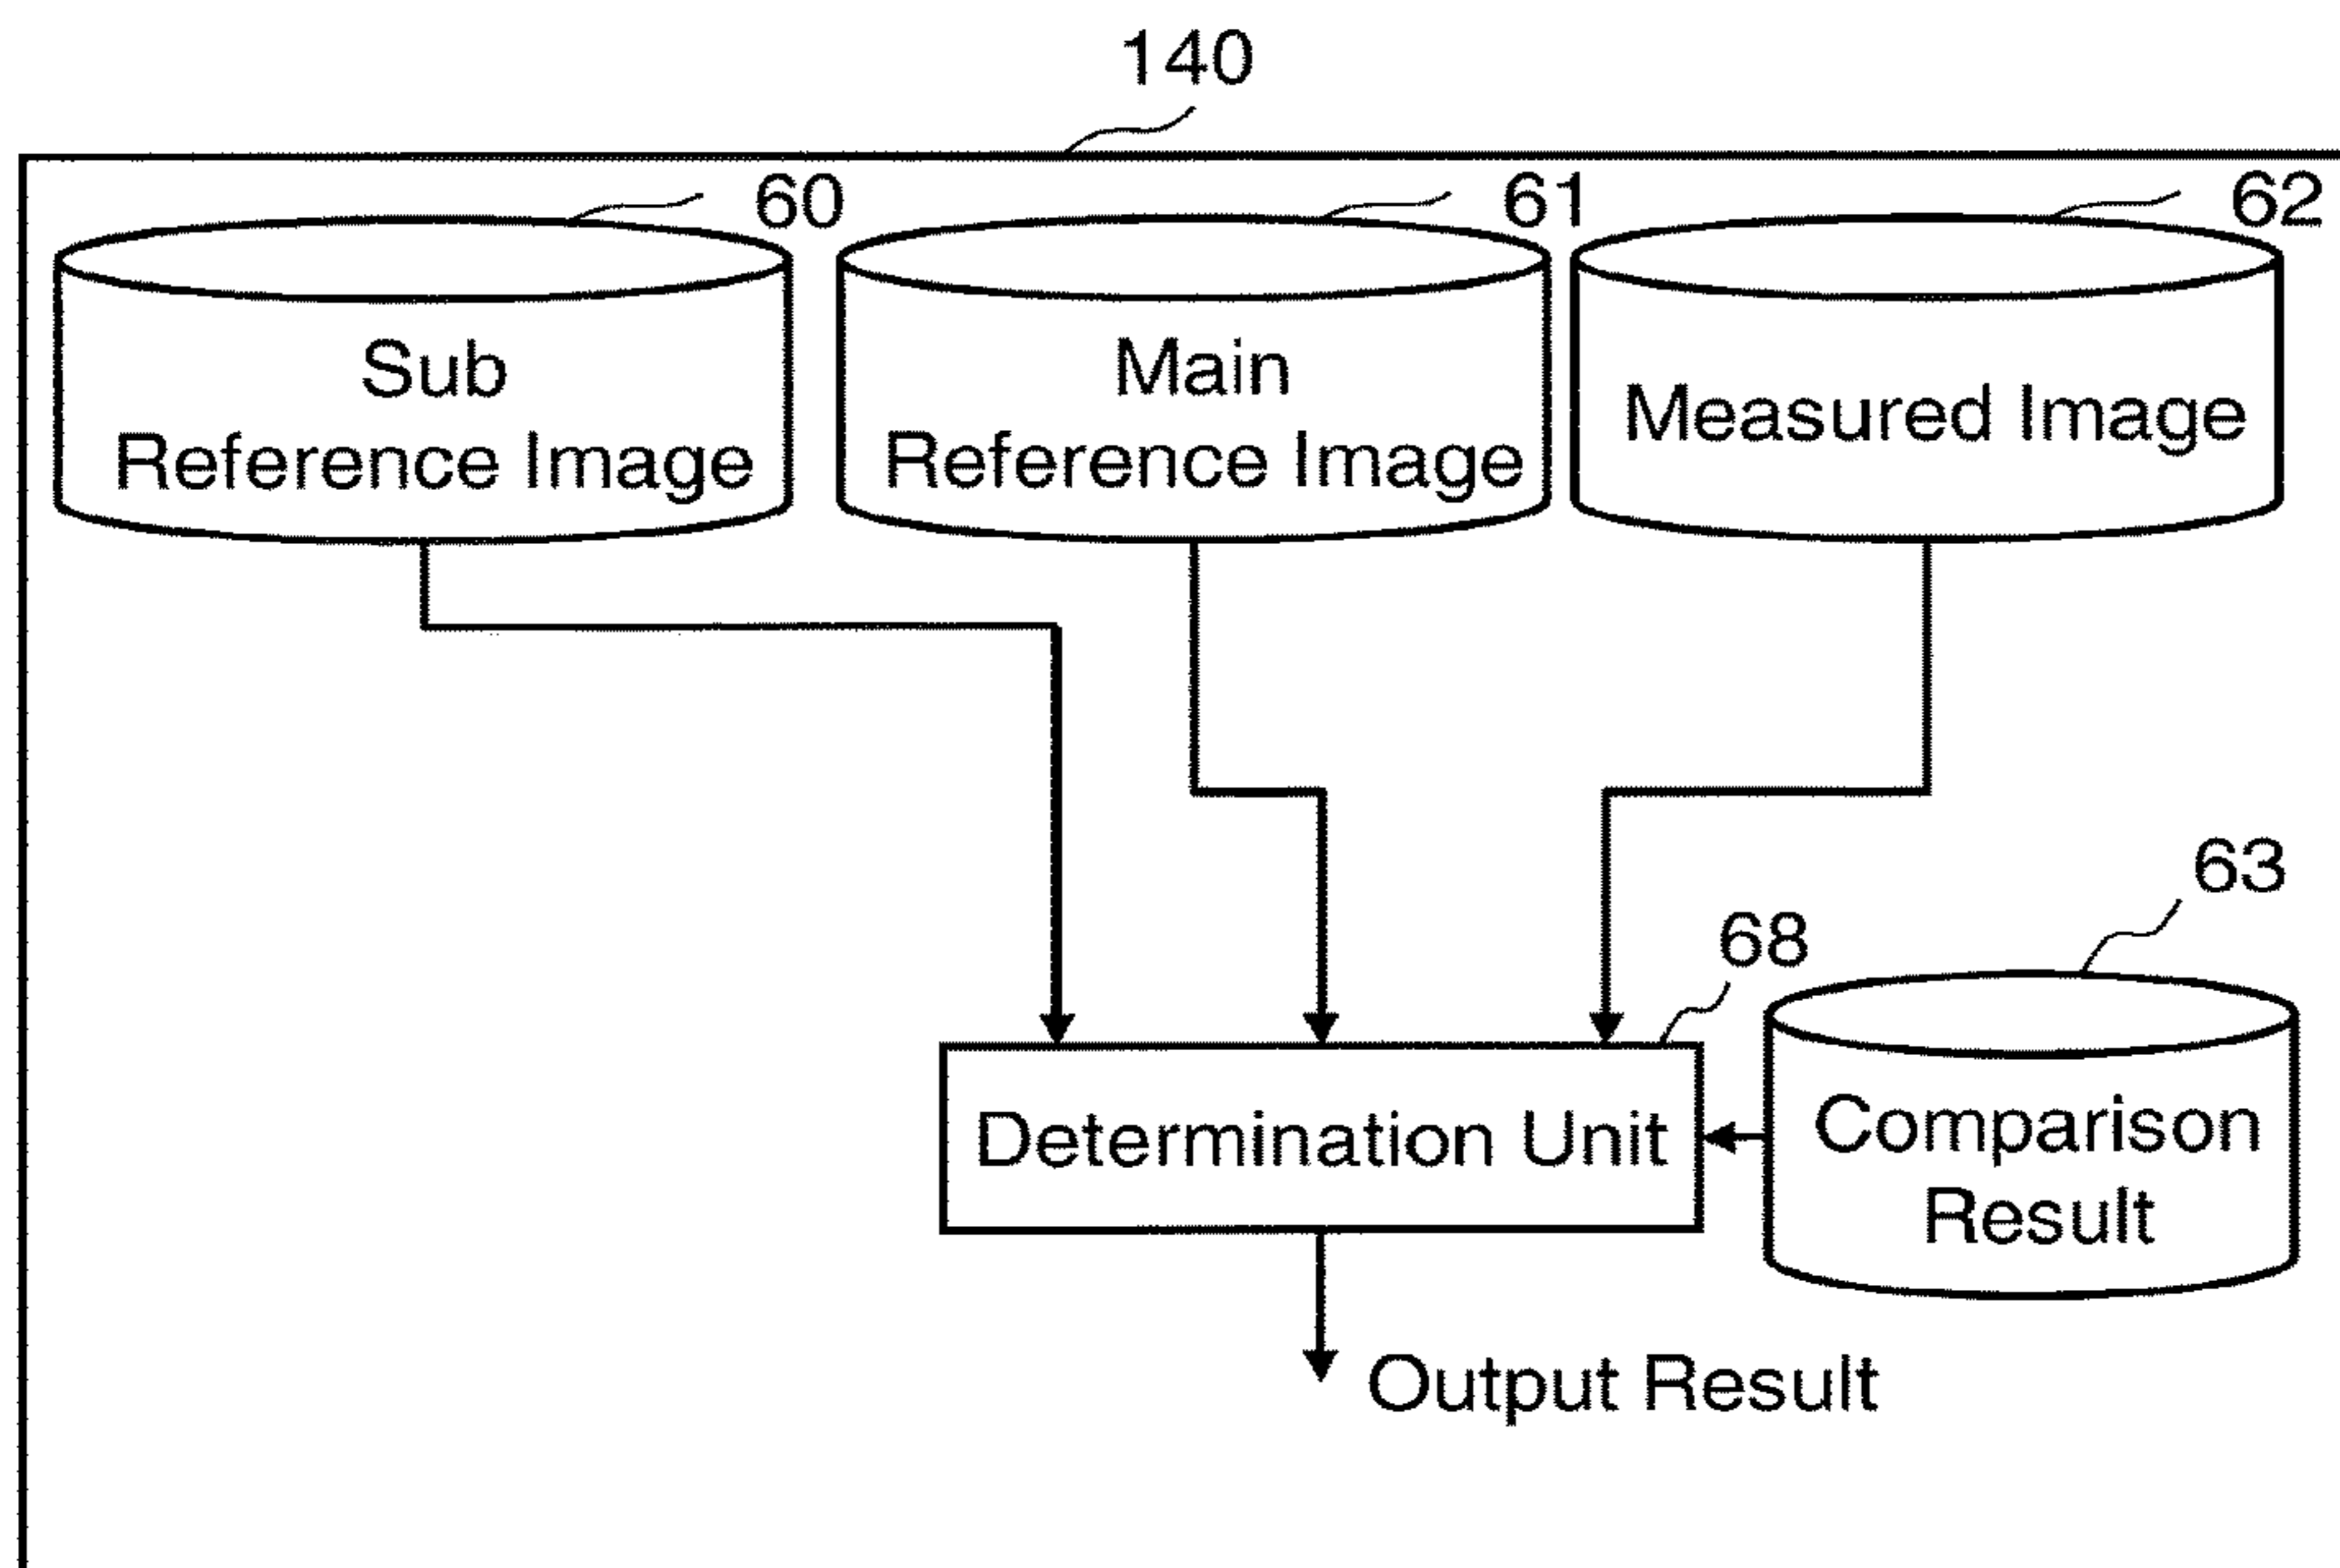 140
60
61
62
Sub
Reference Image
Main
Reference Image
Measured Image
63
68
Determination Unit
Comparison
Result
Output Result